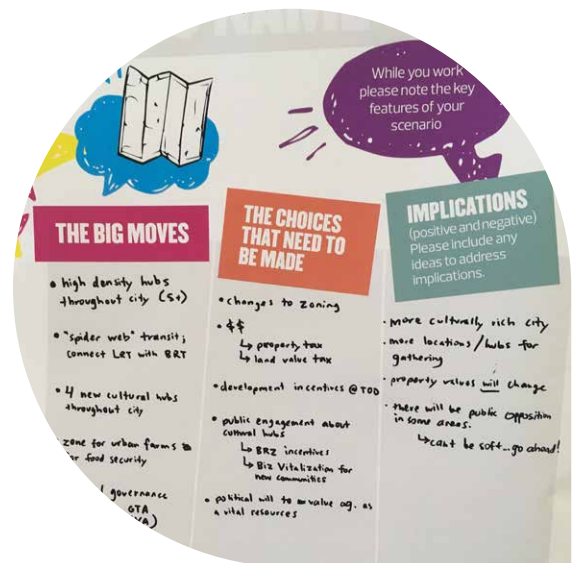 While you work
please note the key
features of your
scenario
THE BIG MOVES
• high density hubs
throughout city (5+)
• "spider web" transit;
connect LRT with BRT
• 4 new cultural hubs
throughout city
zone for urban farms
for food security
governance
GTA
THE CHOICES
THAT NEED TO
BE MADE
• changes to zoning
• $$
↳ property tax
↳ land value tax
• development incentives @ TOD
• public engagement about
cultural hubs
↳ BRZ incentives
↳ Biz Vitalization for
new communities
• political will to value ag. as
a vital resources
IMPLICATIONS
(positive and negative)
Please include any
ideas to address
implications.
• more culturally rich city
• more locations/hubs for
gathering
• property values will change
• there will be public opposition
in some areas.
↳ can't be soft...go ahead!